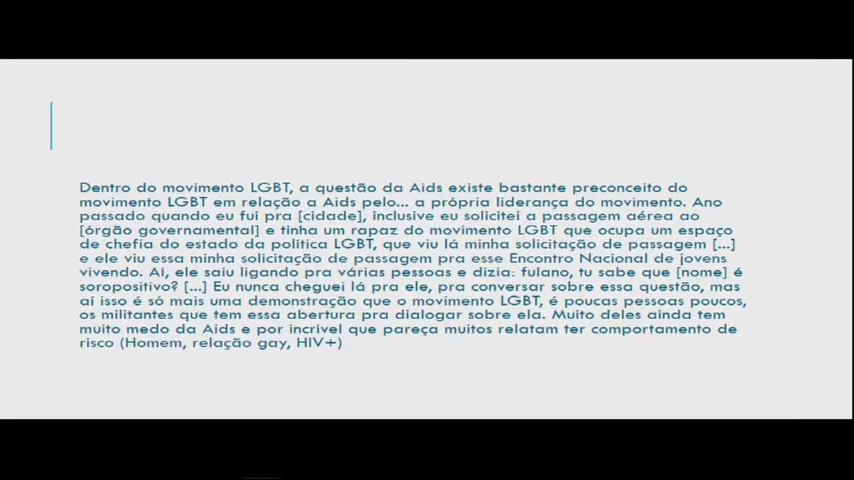 Dentro do movimento LGBT, a questão da Aids existe bastante preconceito do
movimento LGBT em relação a Aids pelo... a própria liderança do movimento. Ano
passado quando eu fui pra [cidade], inclusive eu solicitei a passagem aérea ao
[órgão governamental] e tinha um rapaz do movimento LGBT que ocupa um espaço
de chefia do estado da política LGBT, que viu lá minha solicitação de passagem [...]
e ele viu essa minha solicitação de passagem pra esse Encontro Nacional de jovens
vivendo. Aí, ele saiu ligando pra várias pessoas e dizia: fulano, tu sabe que [nome] é
soropositivo? [...] Eu nunca cheguei lá pra ele, pra conversar sobre essa questão, mas
aí isso é só mais uma demonstração que o movimento LGBT, é poucas pessoas poucos,
os militantes que tem essa abertura pra dialogar sobre ela. Muito deles ainda tem
muito medo da Aids e por incrível que pareça muitos relatam ter comportamento de
risco (Homem, relação gay, HIV+)